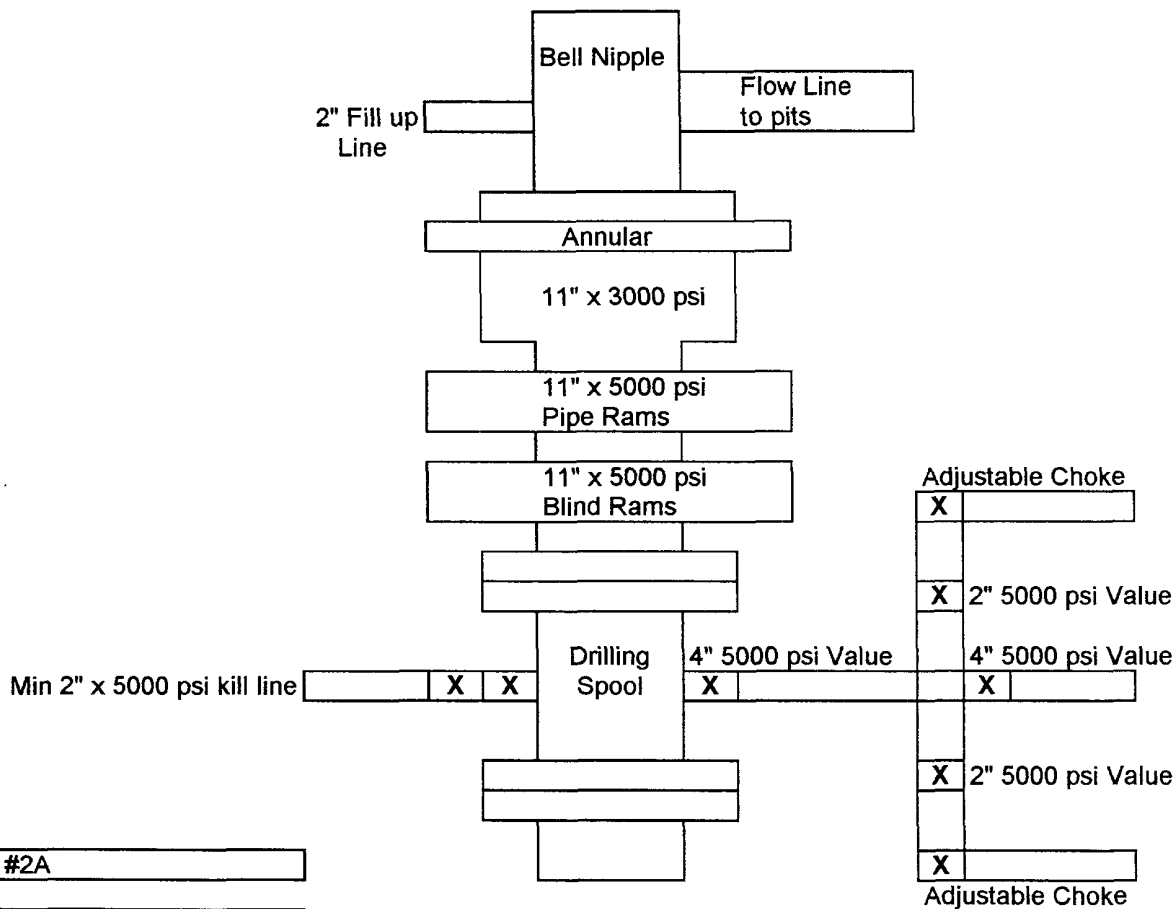 Bell Nipple
Flow Line
to pits
2" Fill up
Line
Annular
11" x 3000 psi
11" x 5000 psi
Pipe Rams
11" x 5000 psi
Blind Rams
Adjustable Choke
X
X 2" 5000 psi Value
Drilling
Spool
4" 5000 psi Value
4" 5000 psi Value
Min 2" x 5000 psi kill line
X X
X
X
X 2" 5000 psi Value
#2A
X
Adjustable Choke